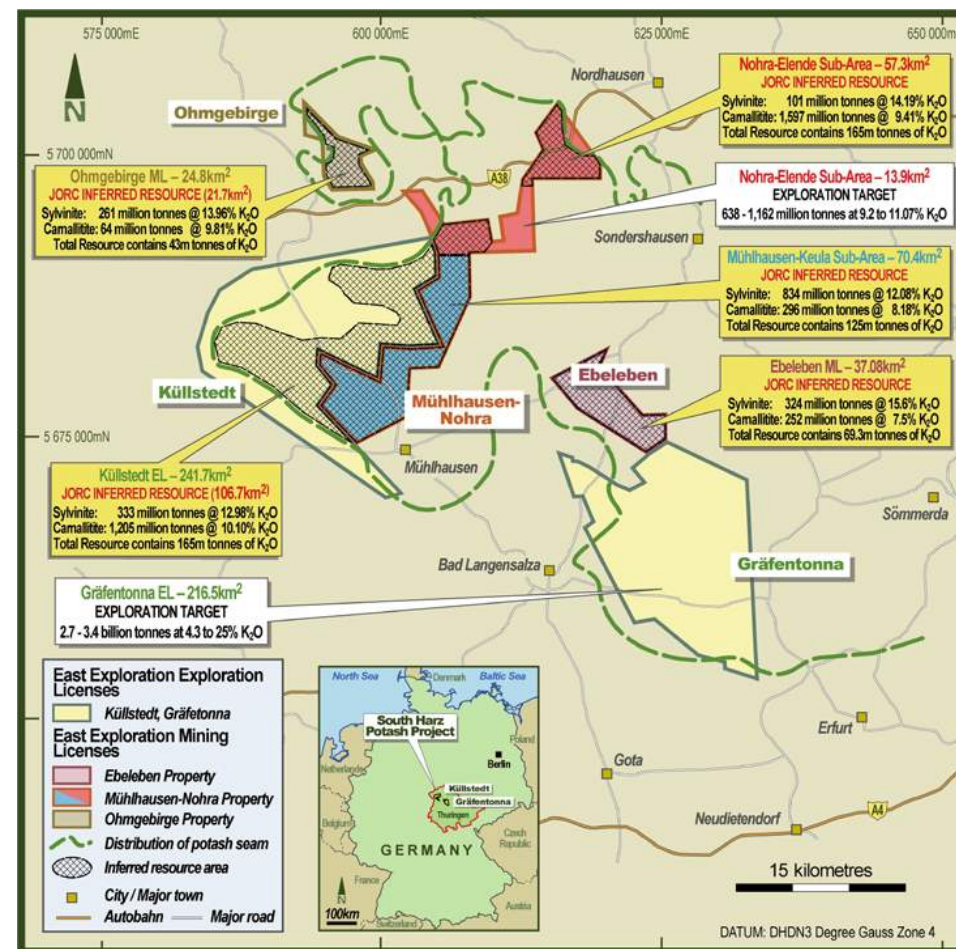 575 000mE
600 000mE
625 000mE
650 000mE
N
Nordhausen
Ohmgebirge
Nohra-Elende Sub-Area – 57.3km²
JORC INFERRED RESOURCE
Sylvinite: 101 million tonnes @ 14.19% K₂O
Carnallitite: 1,597 million tonnes @ 9.41% K₂O
Total Resource contains 165m tonnes of K₂O
5 700 000mN
A38
Ohmgebirge ML – 24.8km²
JORC INFERRED RESOURCE (21.7km²)
Sylvinite: 261 million tonnes @ 13.96% K₂O
Carnallitite: 64 million tonnes @ 9.81% K₂O
Total Resource contains 43m tonnes of K₂O
Nohra-Elende Sub-Area – 13.9km²
EXPLORATION TARGET
638 - 1,162 million tonnes at 9.2 to 11.07% K₂O
Sondershausen
Mühlhausen-Keula Sub-Area – 70.4km²
JORC INFERRED RESOURCE
Sylvinite: 834 million tonnes @ 12.08% K₂O
Carnallitite: 296 million tonnes @ 8.18% K₂O
Total Resource contains 125m tonnes of K₂O
Küllstedt
Mühlhausen-
Nohra
Ebeleben
Ebeleben ML – 37.08km²
JORC INFERRED RESOURCE
Sylvinite: 324 million tonnes @ 15.6% K₂O
Carnallitite: 252 million tonnes @ 7.5% K₂O
Total Resource contains 69.3m tonnes of K₂O
5 675 000mN
Mühlhausen
Küllstedt EL – 241.7km²
JORC INFERRED RESOURCE (106.7km²)
Sylvinite: 333 million tonnes @ 12.98% K₂O
Carnallitite: 1,205 million tonnes @ 10.10% K₂O
Total Resource contains 165m tonnes of K₂O
Sömmerda
Bad Langensalza
Gräfentonna
Gräfentonna EL – 216.5km²
EXPLORATION TARGET
2.7 - 3.4 billion tonnes at 4.3 to 25% K₂O
East Exploration Exploration
Licenses
Küllstedt, Gräfetonna
East Exploration Mining
Licenses
Ebeleben Property
Mühlhausen-Nohra Property
Ohmgebirge Property
Distribution of potash seam
Inferred resource area
City / Major town
Autobahn
Major road
North Sea
Denmark
Baltic Sea
South Harz
Potash Project
Poland
Berlin
Netherlands
Küllstedt
Gräfentonna
Thuringen
Belgium
GERMANY
Czech
Republic
France
N
100km
Austria
Switzerland
Erfurt
Gota
Neudietendorf
A4
15 kilometres
DATUM: DHDN3 Degree Gauss Zone 4